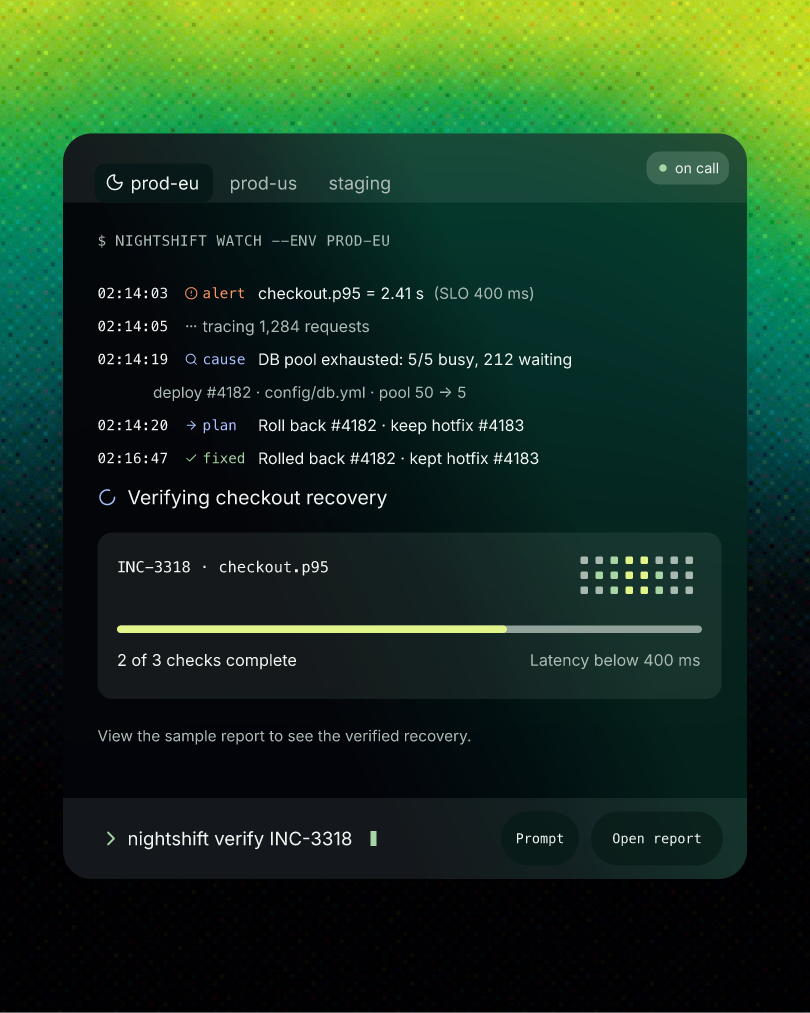 prod-eu prod-us staging on call
$ NIGHTSHIFT WATCH --ENV PROD-EU
02:14:03 alert checkout.p95 = 2.41 s (SLO 400 ms)
02:14:05 ··· tracing 1,284 requests
02:14:19 cause DB pool exhausted: 5/5 busy, 212 waiting
deploy #4182 · config/db.yml · pool 50 → 5
02:14:20 → plan Roll back #4182 · keep hotfix #4183
02:16:47 ✓ fixed Rolled back #4182 · kept hotfix #4183
Verifying checkout recovery
INC-3318 · checkout.p95
2 of 3 checks complete Latency below 400 ms
View the sample report to see the verified recovery.
> nightshift verify INC-3318 Prompt Open report